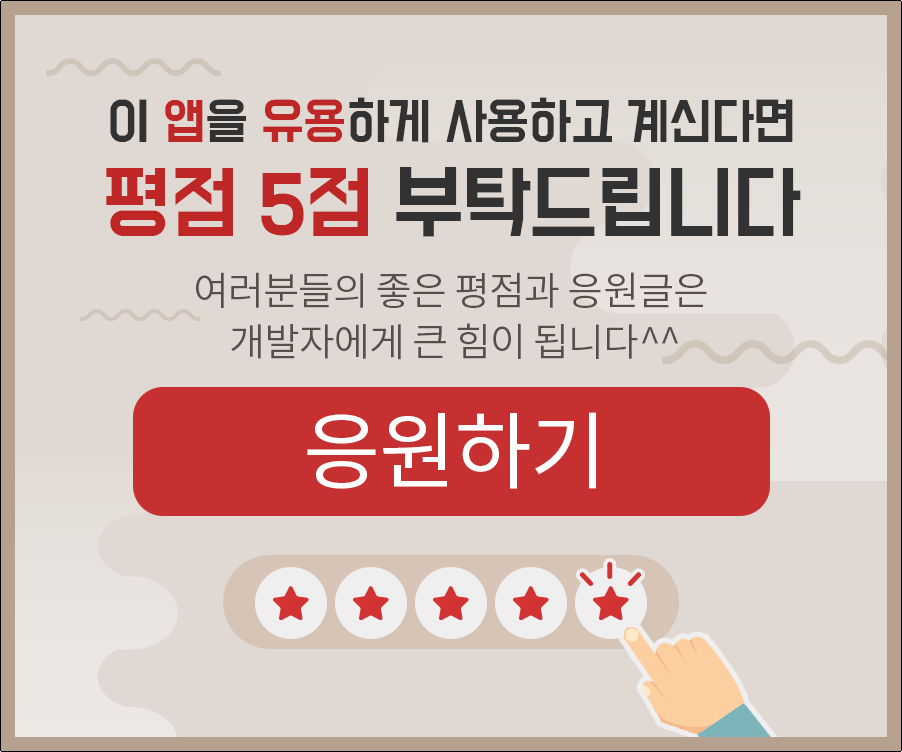 이 앱을 유용하게 사용하고 계신다면
평점 5점 부탁드립니다
여러분들의 좋은 평점과 응원글은
개발자에게 큰 힘이 됩니다^^
응원하기